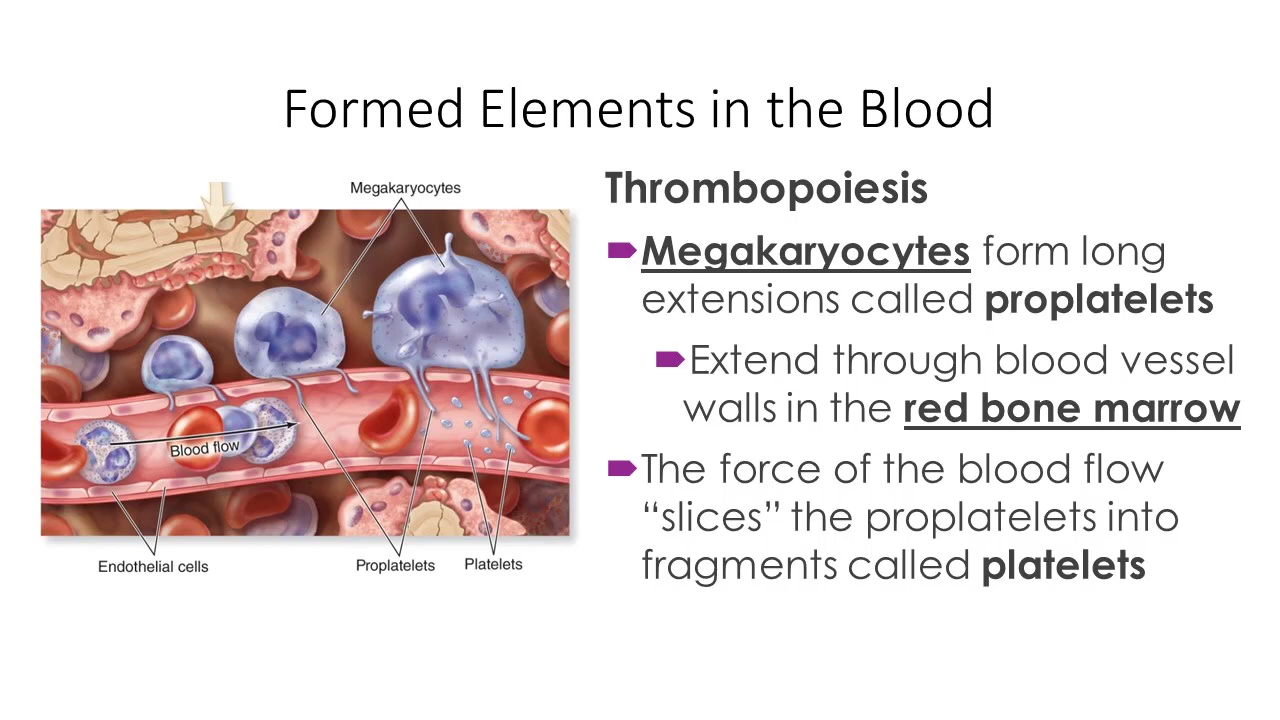 Formed Elements in the Blood
Megakaryocytes
Blood flow
Endothelial cells
Proplatelets
Platelets
Thrombopoiesis
Megakaryocytes form long
extensions called proplatelets
Extend through blood vessel
walls in the red bone marrow
The force of the blood flow
“slices” the proplatelets into
fragments called platelets